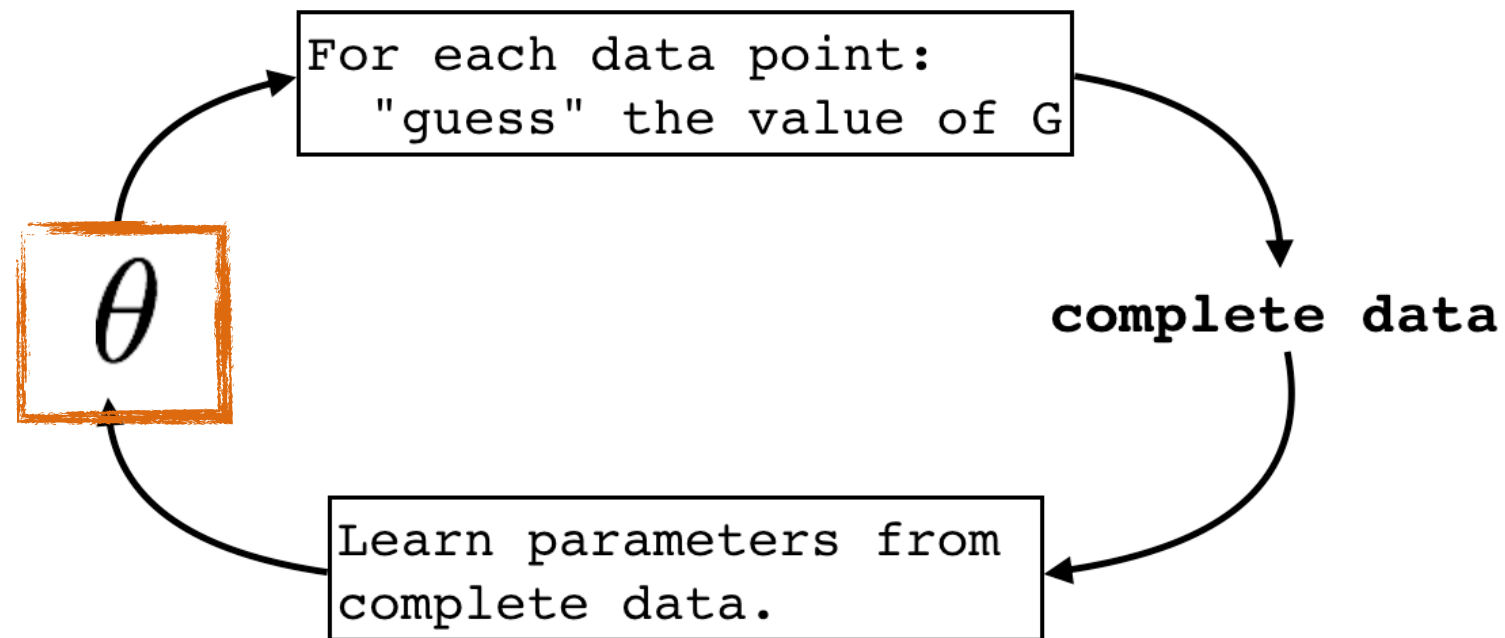 For each data point:
"guess" the value of G
θ
complete data
Learn parameters from
complete data.